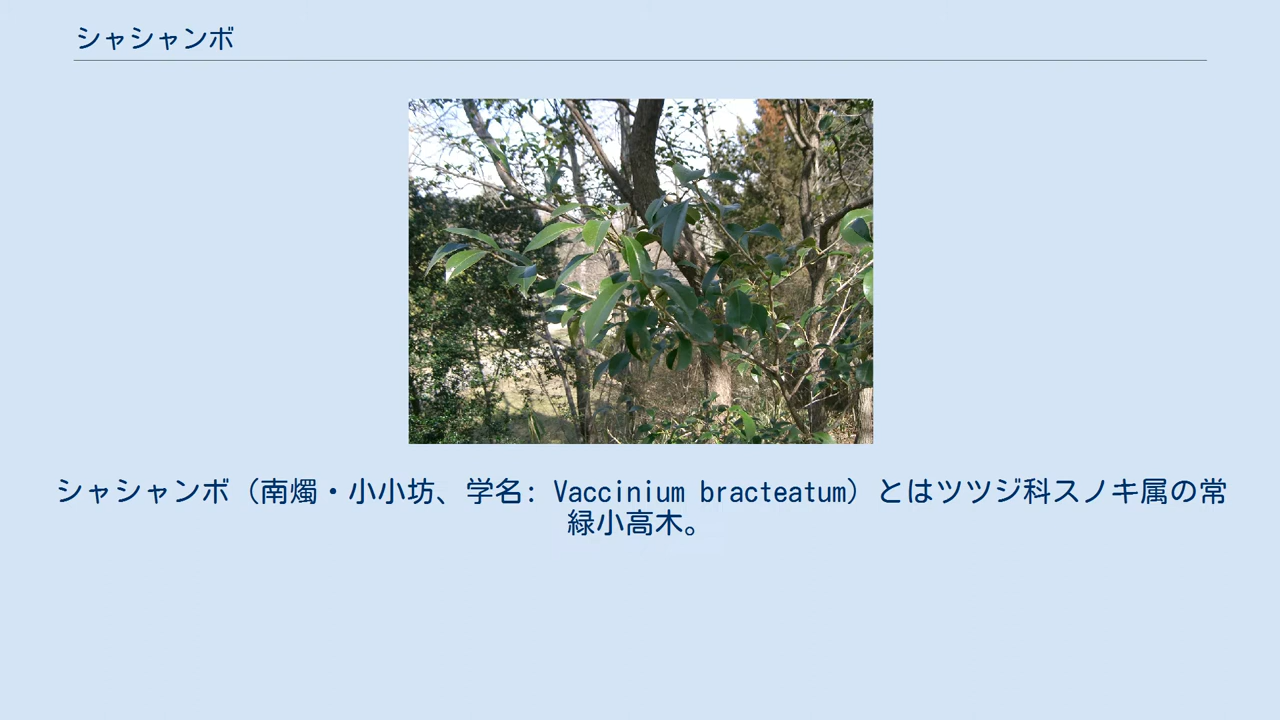 シャシャンボ
シャシャンボ（南燭・小小坊、学名: Vaccinium bracteatum）とはツツジ科スノキ属の常
緑小高木。